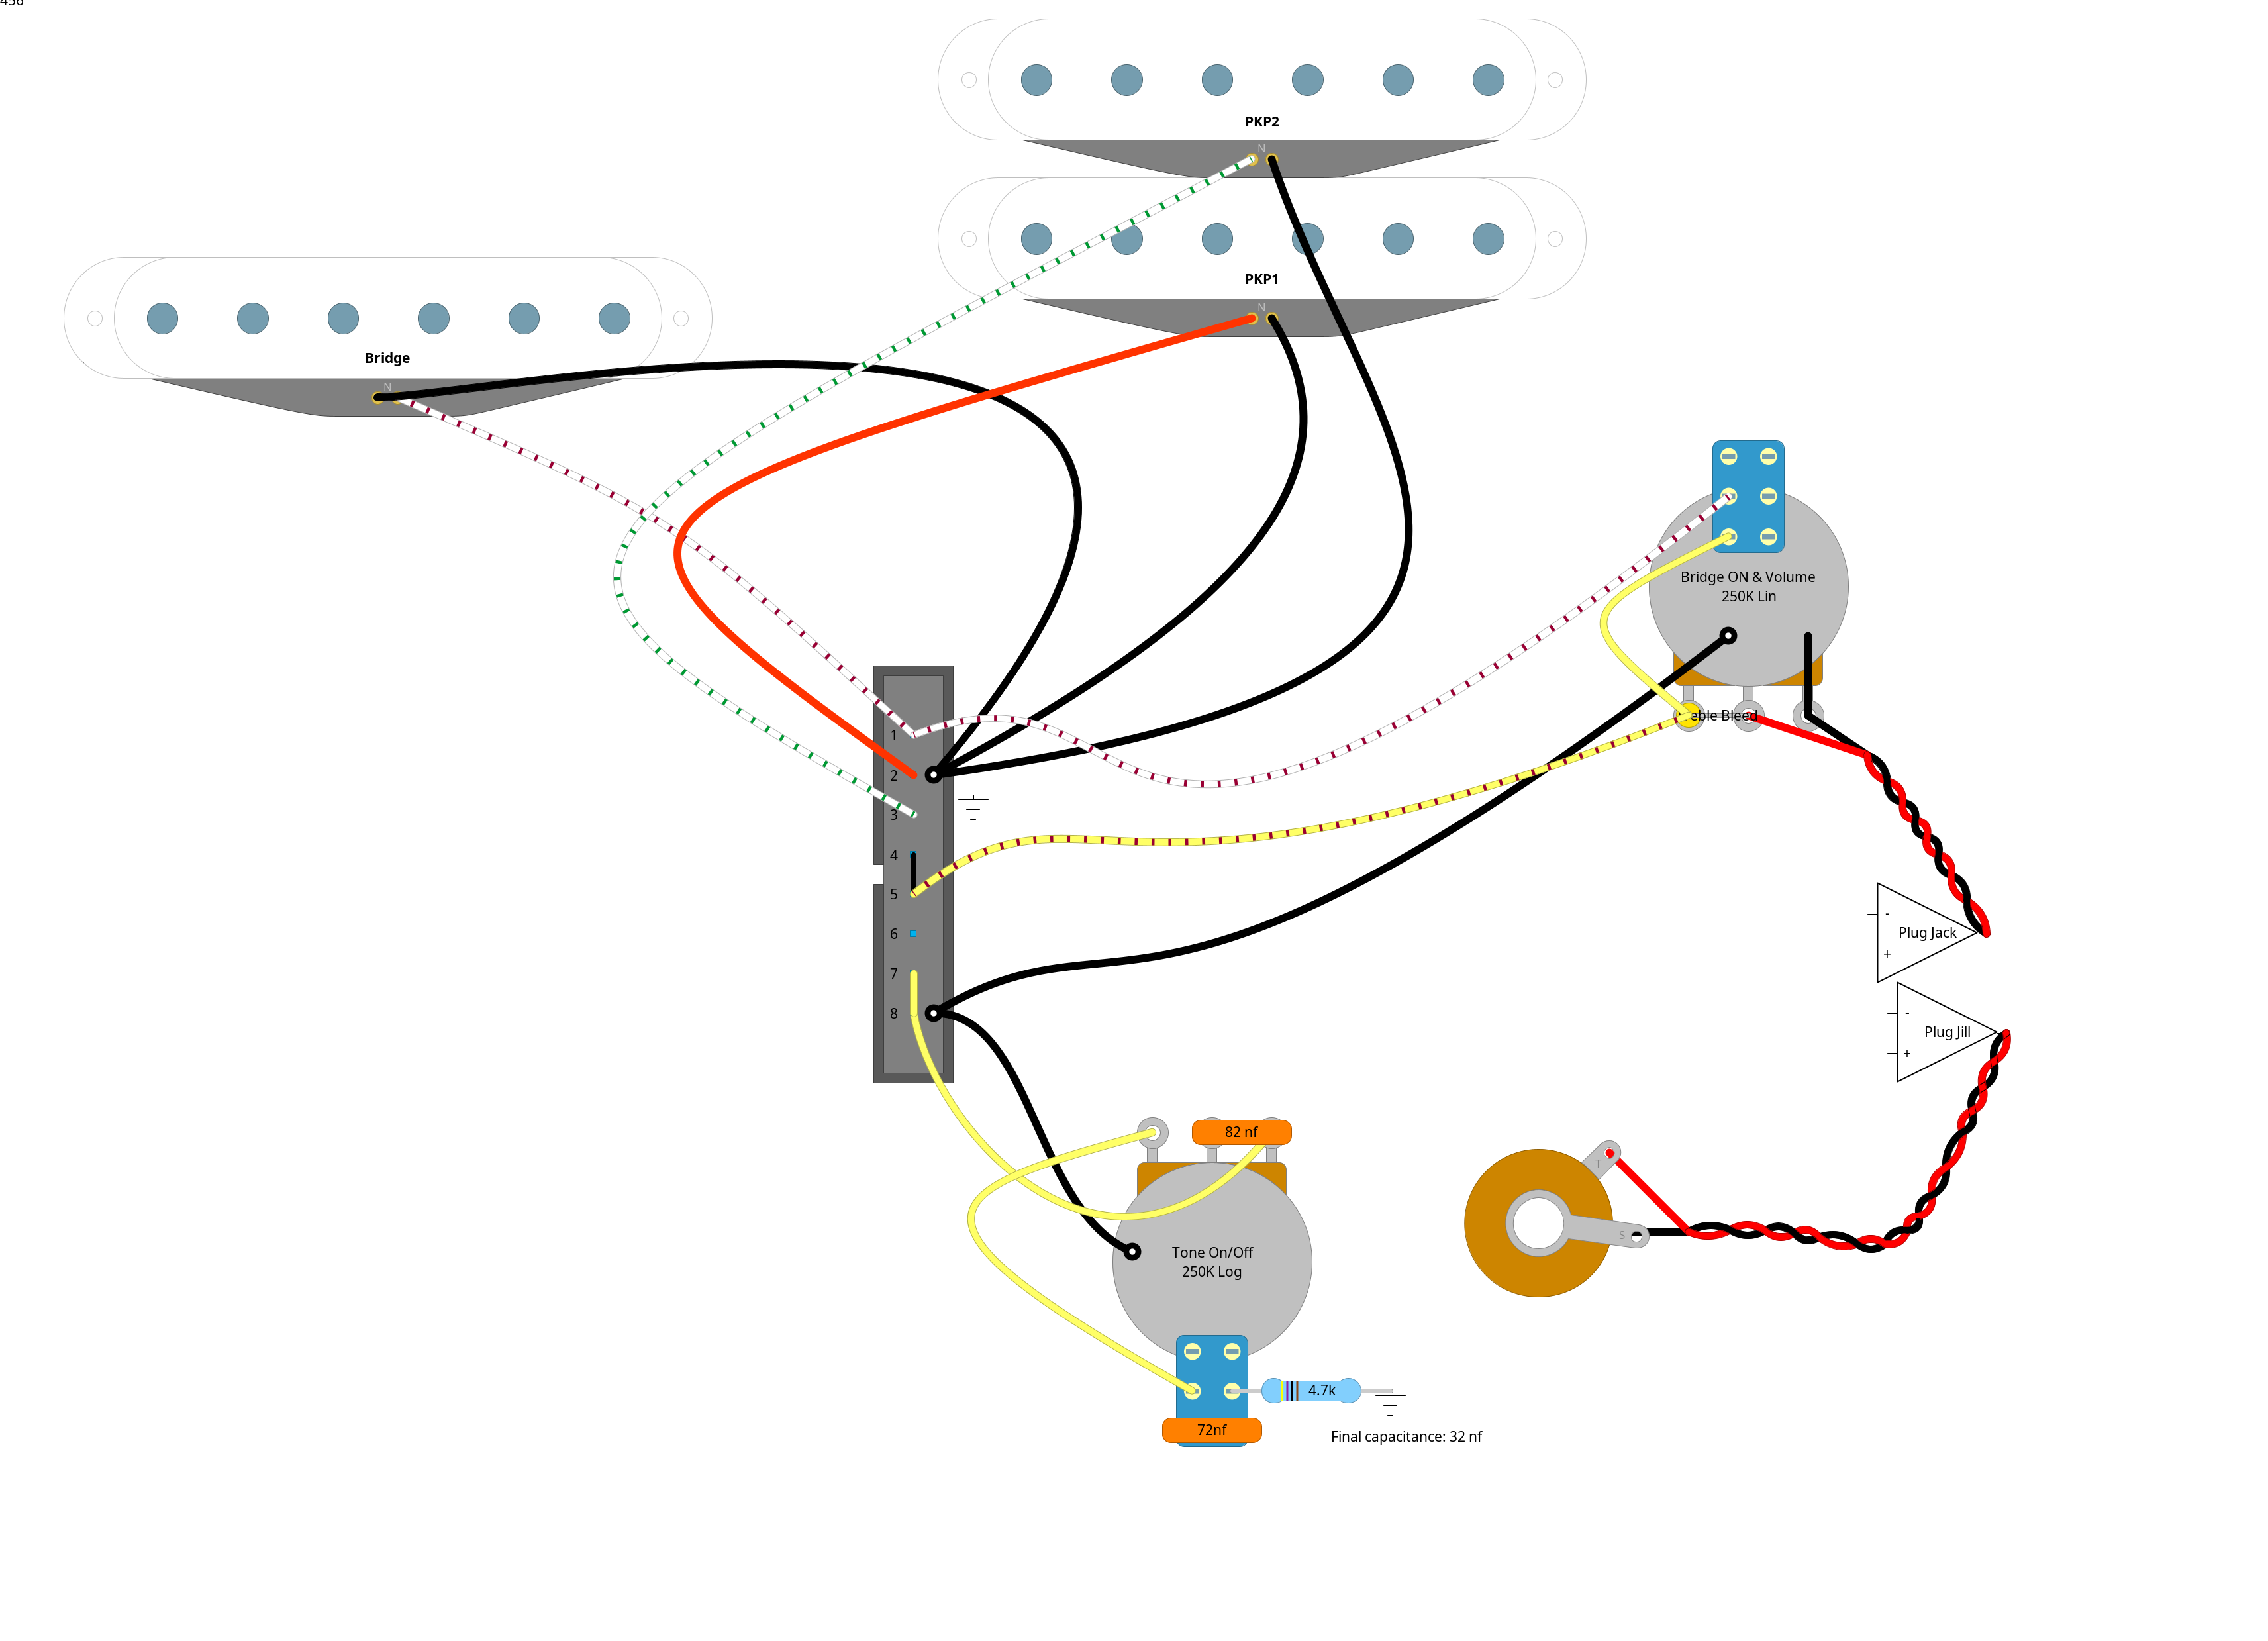 456
PKP2
N
PKP1
N
Bridge
N
Bridge ON & Volume
250K Lin
eble Bleed
1
2
3
4
5
6
7
8
-
Plug Jack
+
-
Plug Jill
+
82 nf
T
S
Tone On/Off
250K Log
4.7k
72nf
Final capacitance: 32 nf